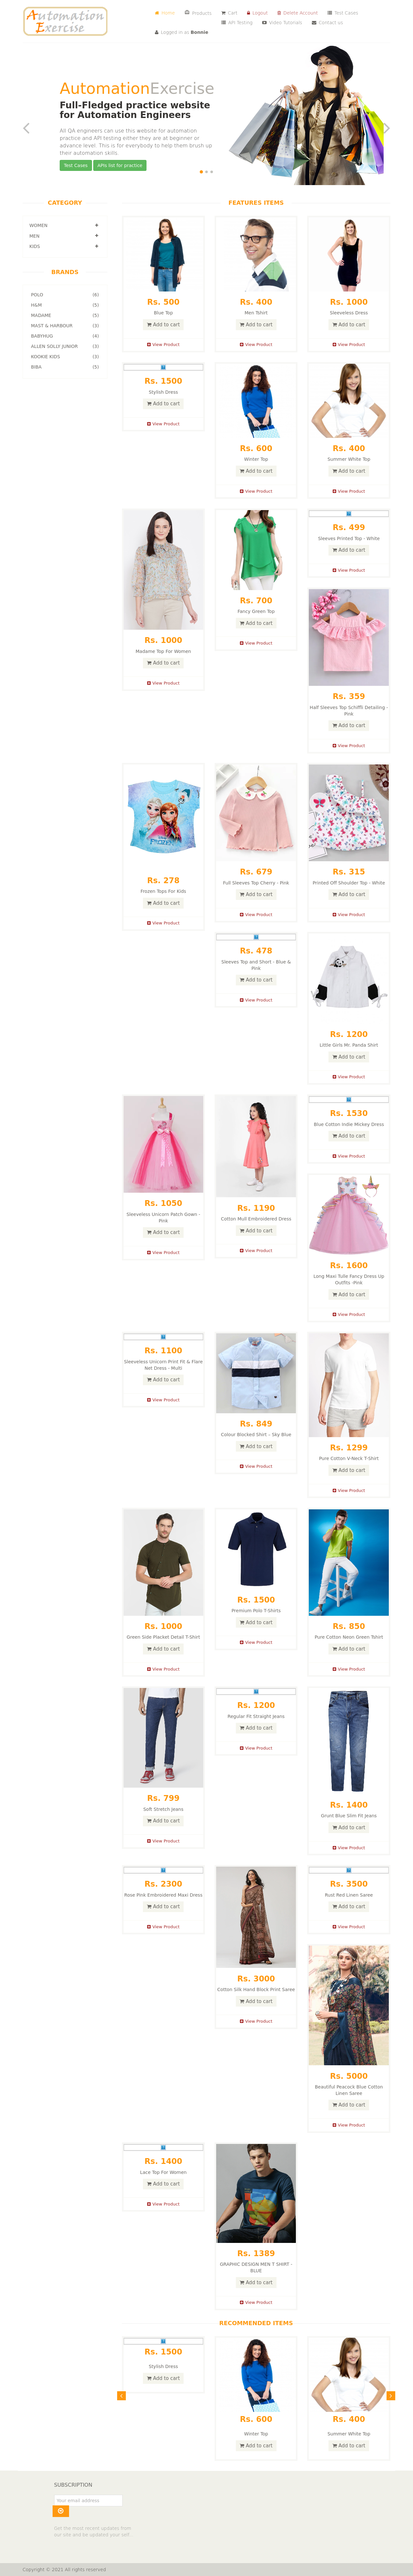 Automation
Exercise
Home Products Cart Logout Delete Account Test Cases
API Testing Video Tutorials Contact us
Logged in as Bonnie
AutomationExercise
Full-Fledged practice website
for Automation Engineers
All QA engineers can use this website for automation
practice and API testing either they are at beginner or
advance level. This is for everybody to help them brush up
their automation skills.
Test Cases APIs list for practice
CATEGORY
WOMEN
MEN
KIDS
BRANDS
POLO (6)
H&M (5)
MADAME (5)
MAST & HARBOUR (3)
BABYHUG (4)
ALLEN SOLLY JUNIOR (3)
KOOKIE KIDS (3)
BIBA (5)
FEATURES ITEMS
Rs. 500
Blue Top
Add to cart
View Product
Rs. 400
Men Tshirt
Add to cart
View Product
Rs. 1000
Sleeveless Dress
Add to cart
View Product
Rs. 1500
Stylish Dress
Add to cart
View Product
Rs. 600
Winter Top
Add to cart
View Product
Rs. 400
Summer White Top
Add to cart
View Product
Rs. 1000
Madame Top For Women
Add to cart
View Product
Rs. 700
Fancy Green Top
Add to cart
View Product
Rs. 499
Sleeves Printed Top - White
Add to cart
View Product
Rs. 359
Half Sleeves Top Schiffli Detailing -
Pink
Add to cart
View Product
Rs. 278
Frozen Tops For Kids
Add to cart
View Product
Rs. 679
Full Sleeves Top Cherry - Pink
Add to cart
View Product
Rs. 315
Printed Off Shoulder Top - White
Add to cart
View Product
Rs. 478
Sleeves Top and Short - Blue &
Pink
Add to cart
View Product
Rs. 1200
Little Girls Mr. Panda Shirt
Add to cart
View Product
Rs. 1050
Sleeveless Unicorn Patch Gown -
Pink
Add to cart
View Product
Rs. 1190
Cotton Mull Embroidered Dress
Add to cart
View Product
Rs. 1530
Blue Cotton Indie Mickey Dress
Add to cart
View Product
Rs. 1600
Long Maxi Tulle Fancy Dress Up
Outfits -Pink
Add to cart
View Product
Rs. 1100
Sleeveless Unicorn Print Fit & Flare
Net Dress - Multi
Add to cart
View Product
Rs. 849
Colour Blocked Shirt – Sky Blue
Add to cart
View Product
Rs. 1299
Pure Cotton V-Neck T-Shirt
Add to cart
View Product
Rs. 1000
Green Side Placket Detail T-Shirt
Add to cart
View Product
Rs. 1500
Premium Polo T-Shirts
Add to cart
View Product
Rs. 850
Pure Cotton Neon Green Tshirt
Add to cart
View Product
Rs. 799
Soft Stretch Jeans
Add to cart
View Product
Rs. 1200
Regular Fit Straight Jeans
Add to cart
View Product
Rs. 1400
Grunt Blue Slim Fit Jeans
Add to cart
View Product
Rs. 2300
Rose Pink Embroidered Maxi Dress
Add to cart
View Product
Rs. 3000
Cotton Silk Hand Block Print Saree
Add to cart
View Product
Rs. 3500
Rust Red Linen Saree
Add to cart
View Product
Rs. 5000
Beautiful Peacock Blue Cotton
Linen Saree
Add to cart
View Product
Rs. 1400
Lace Top For Women
Add to cart
View Product
Rs. 1389
GRAPHIC DESIGN MEN T SHIRT -
BLUE
Add to cart
View Product
RECOMMENDED ITEMS
Rs. 1500
Stylish Dress
Add to cart
Rs. 600
Winter Top
Add to cart
Rs. 400
Summer White Top
Add to cart
SUBSCRIPTION
Your email address
Get the most recent updates from
our site and be updated your self...
Copyright © 2021 All rights reserved